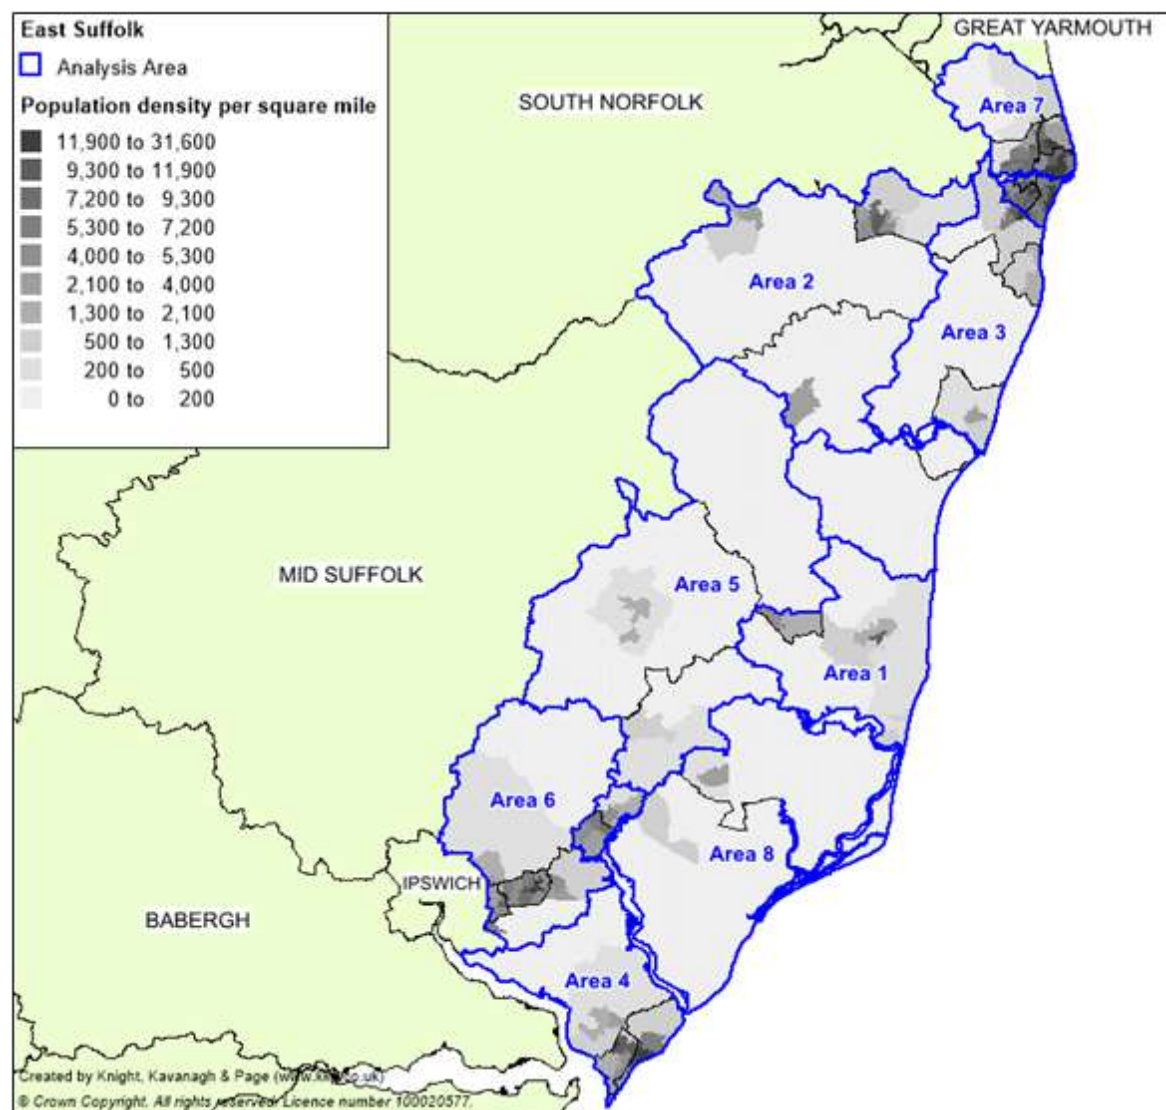 East Suffolk
Analysis Area
Population density per square mile
11,900 to 31,600
9,300 to 11,900
7,200 to 9,300
5,300 to 7,200
4,000 to 5,300
2,100 to 4,000
1,300 to 2,100
500 to 1,300
200 to 500
0 to 200
GREAT YARMOUTH
SOUTH NORFOLK
Area 7
Area 2
Area 3
MID SUFFOLK
Area 5
Area 1
Area 6
Area 8
IPSWICH
BABERGH
Area 4
Created by Knight, Kavanagh & Page (www.kkp.co.uk)
© Crown Copyright. All rights reserved. Licence number 100020577.